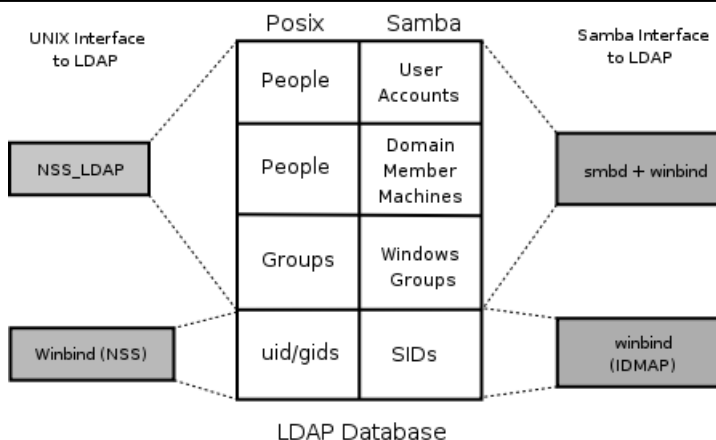 Posix
Samba
UNIX Interface
to LDAP
Samba Interface
to LDAP
People
User
Accounts
NSS_LDAP
People
Domain
Member
Machines
smbd + winbind
Groups
Windows
Groups
Winbind (NSS)
uid/gids
SIDs
winbind
(IDMAP)
LDAP Database